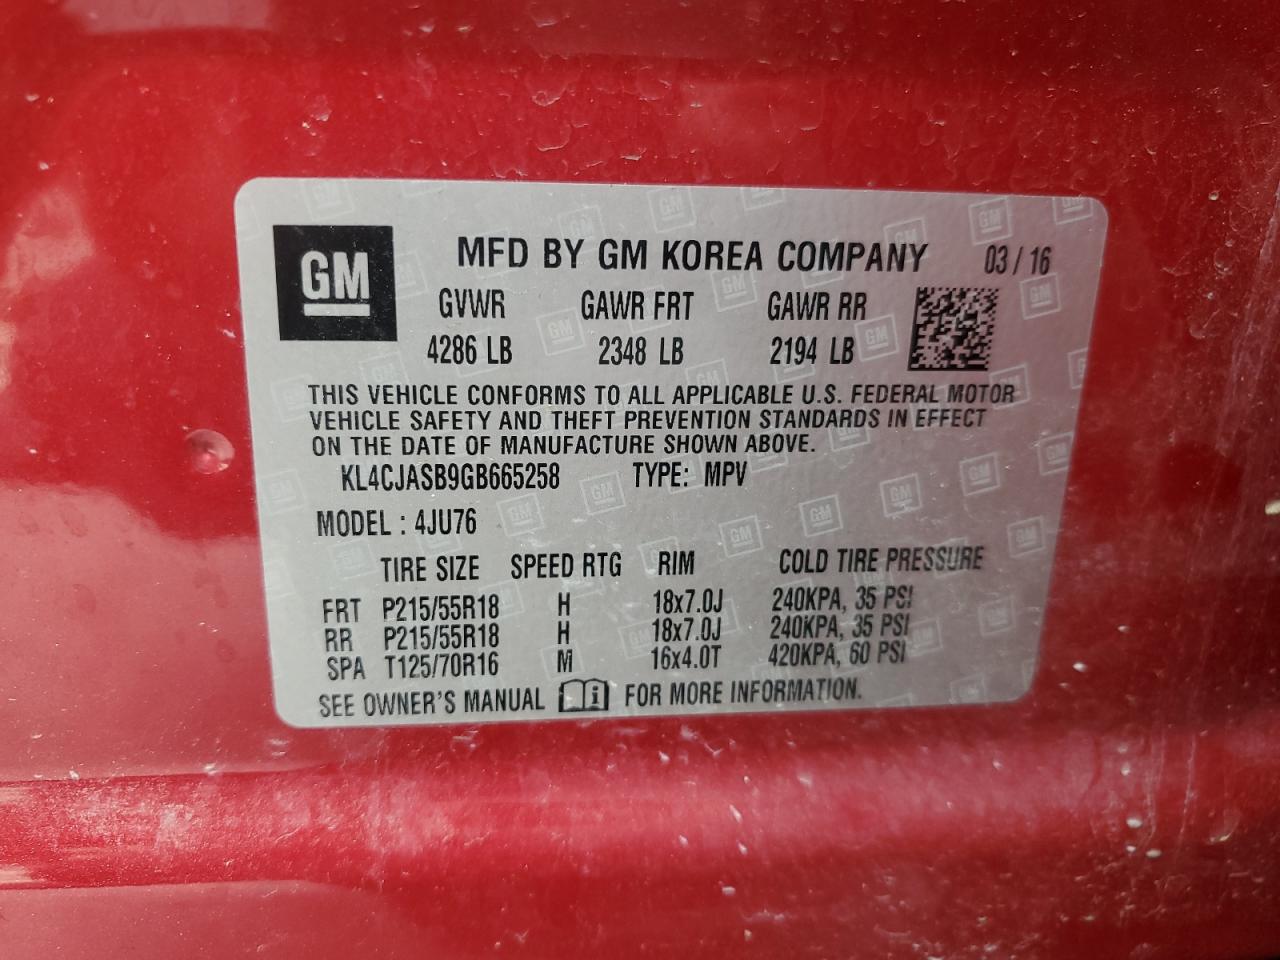 GM
MFD BY GM KOREA COMPANY 03 / 16
GVWR GAWR FRT GAWR RR
4286 LB 2348 LB 2194 LB
THIS VEHICLE CONFORMS TO ALL APPLICABLE U.S. FEDERAL MOTOR
VEHICLE SAFETY AND THEFT PREVENTION STANDARDS IN EFFECT
ON THE DATE OF MANUFACTURE SHOWN ABOVE.
KL4CJASB9GB665258 TYPE: MPV
MODEL : 4JU76
TIRE SIZE SPEED RTG RIM COLD TIRE PRESSURE
FRT P215/55R18 H 18x7.0J 240KPA, 35 PSI
RR P215/55R18 H 18x7.0J 240KPA, 35 PSI
SPA T125/70R16 M 16x4.0T 420KPA, 60 PSI
SEE OWNER'S MANUAL i FOR MORE INFORMATION.